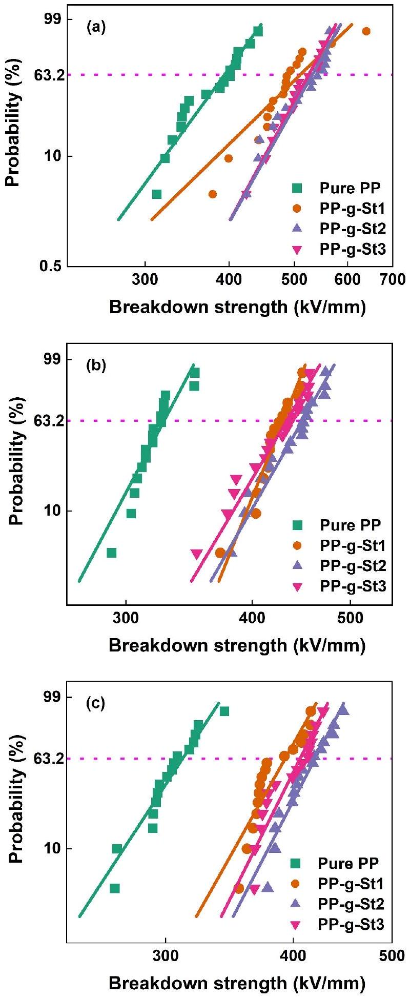 (a)
99
63.2
10
0.5
Probability (%)
Pure PP
PP-g-St1
PP-g-St2
PP-g-St3
300 400 500 600 700
Breakdown strength (kV/mm)
(b)
99
63.2
10
Probability (%)
Pure PP
PP-g-St1
PP-g-St2
PP-g-St3
300 400 500
Breakdown strength (kV/mm)
(c)
99
63.2
10
Probability (%)
Pure PP
PP-g-St1
PP-g-St2
PP-g-St3
300 400 500
Breakdown strength (kV/mm)